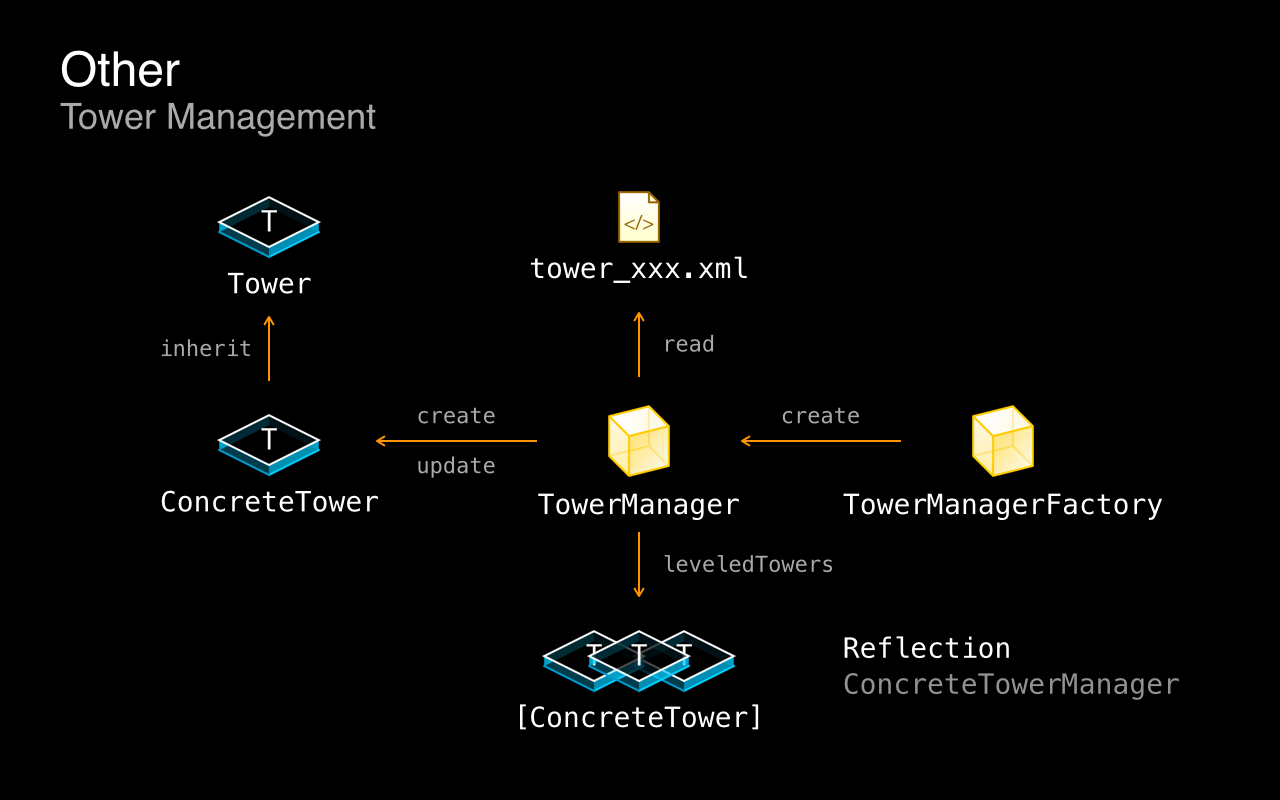 Other
Tower Management
T
</>
Tower
tower_xxx.xml
inherit
read
create
create
T
update
ConcreteTower
TowerManager
TowerManagerFactory
leveledTowers
T T T
Reflection
ConcreteTowerManager
[ConcreteTower]